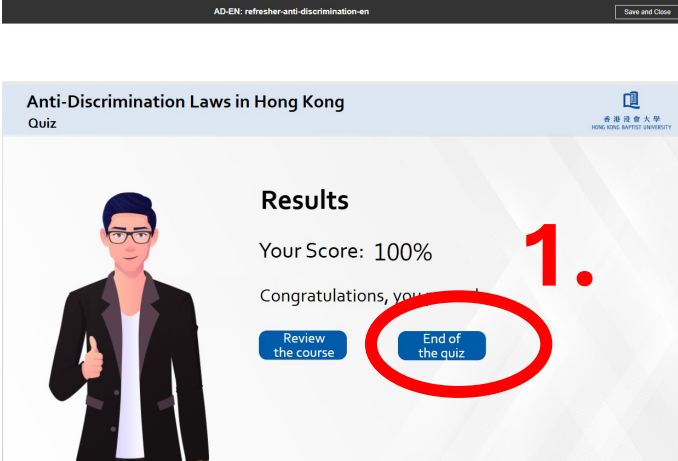 AD-EN: refresher-anti-discrimination-en
Save and Close
Anti-Discrimination Laws in Hong Kong
Quiz
香港浸會大學
HONG KONG BAPTIST UNIVERSITY
Results
Your Score: 100%
1.
Congratulations, you
Review
the course
End of
the quiz